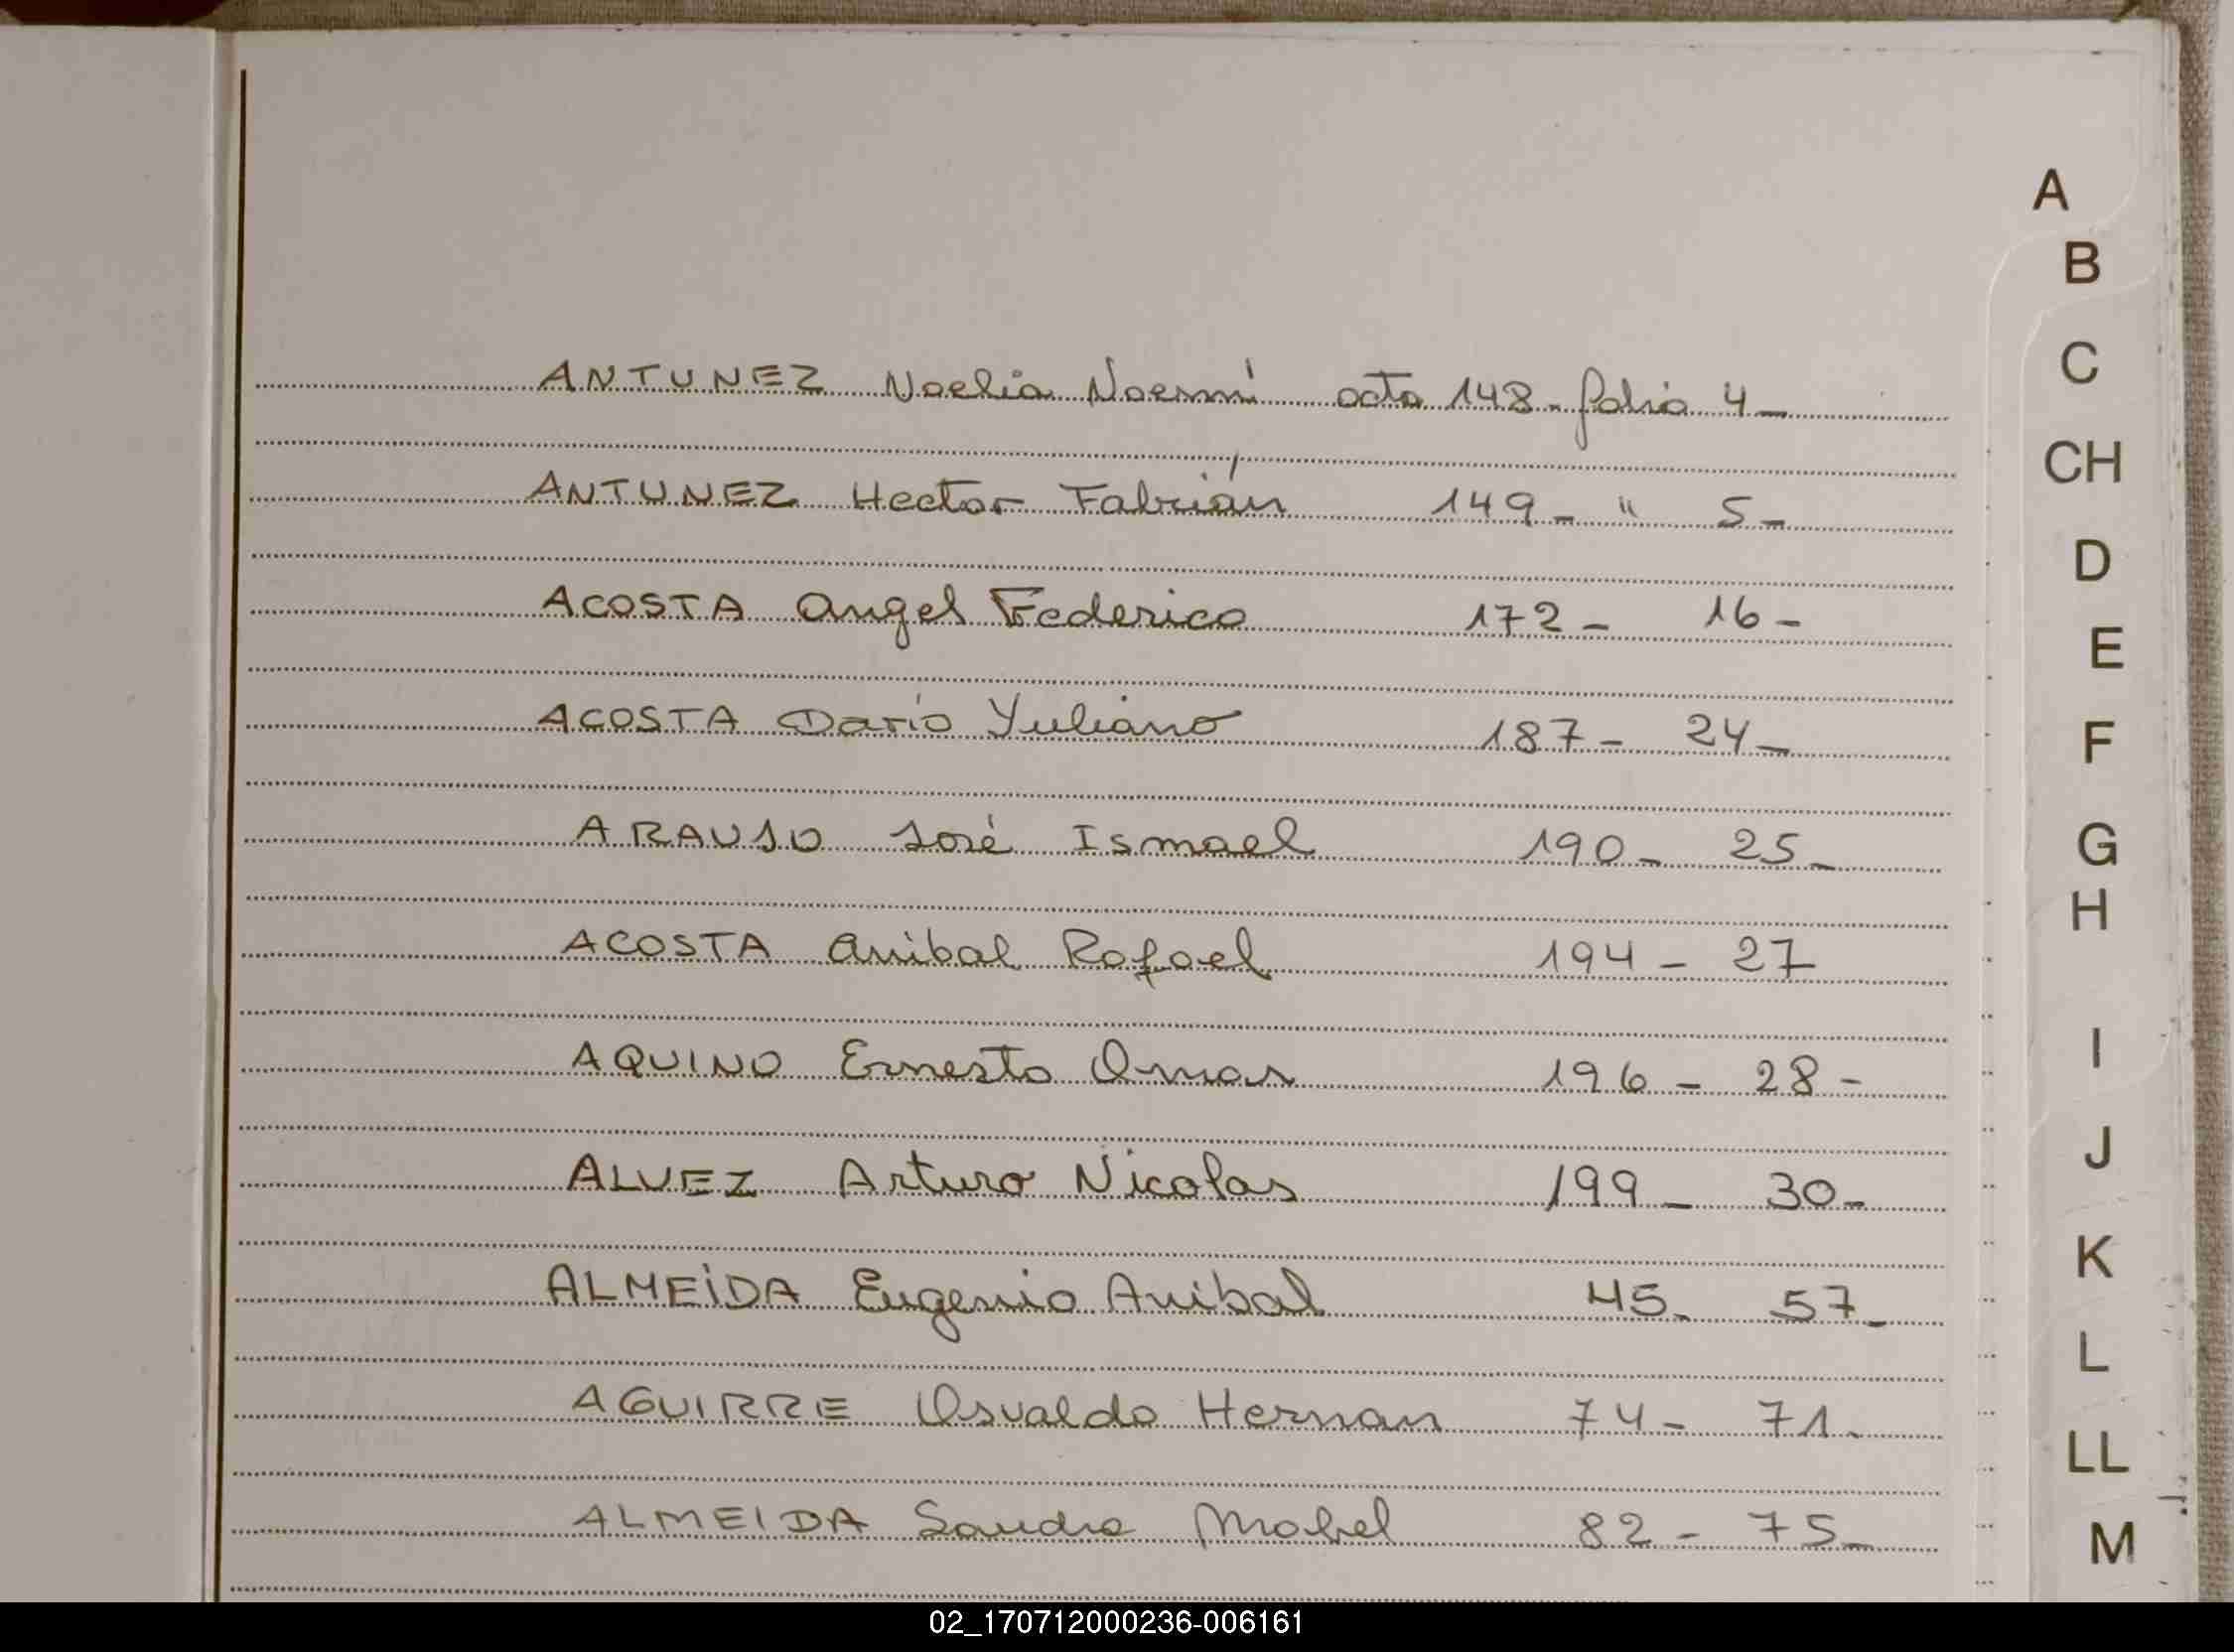 ANTUNEZ Noelia Noemí acta 148- folio 4-
ANTUNEZ Hector Fabián 149- " 5-
ACOSTA Angel Federico 172- 16-
ACOSTA Darío Yuliano 187- 24-
ARAUJO José Ismael 190- 25-
ACOSTA Anibal Rafael 194- 27
AQUINO Ernesto Omar 196- 28-
ALVEZ Arturo Nicolas 199- 30-
ALMEiDA Eugenio Anibal 45- 57-
AGUIRRE Osvaldo Hernan 74- 71.
ALMEIDA Sandra Mabel 82- 75-
A
B
C
CH
D
E
F
G
H
I
J
K
L
LL
M
02_170712000236-006161